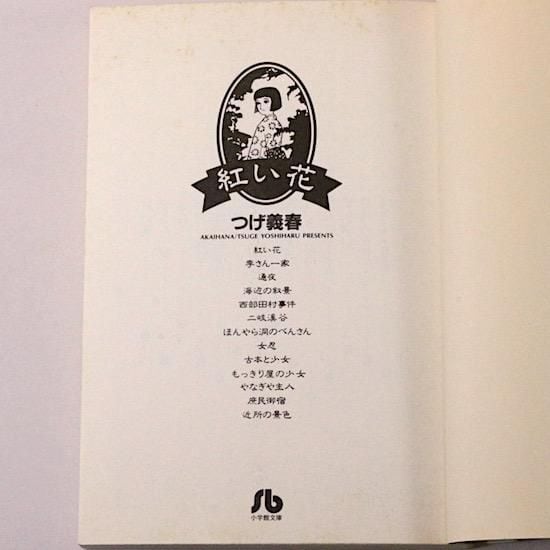 紅い花
つげ義春
AKAIHANA/TSUGE YOSHIHARU PRESENTS
紅い花
李さん一家
通夜
海辺の叙景
西部田村事件
二岐渓谷
ほんやら洞のべんさん
女忍
古本と少女
もっきり屋の少女
やなぎや主人
庶民御宿
近所の景色
小学館文庫